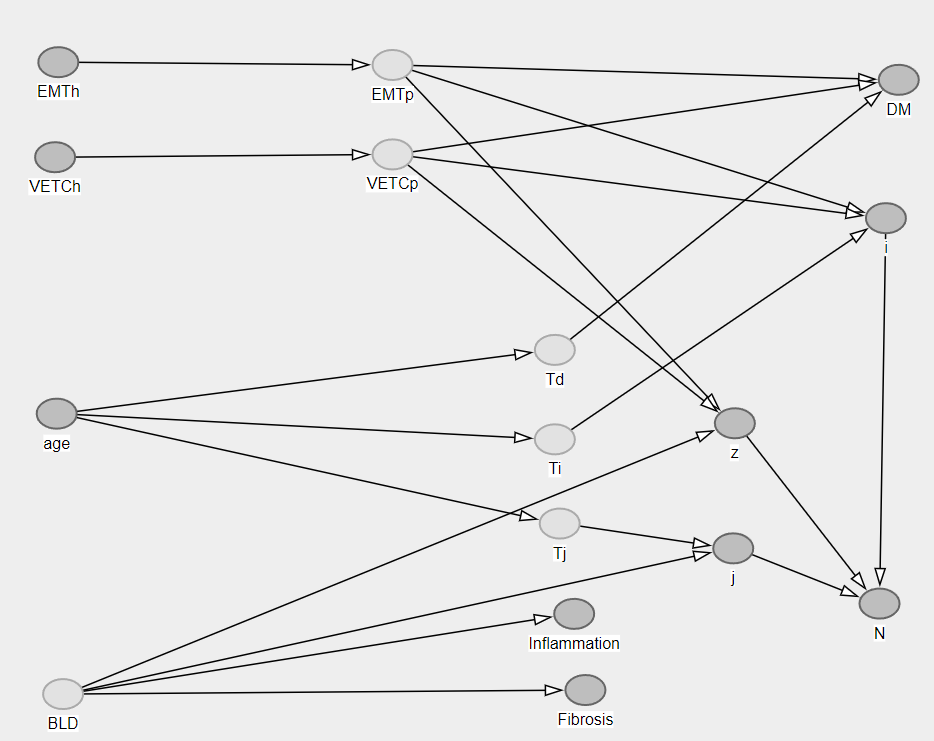 EMTh
EMTp
DM
VETCh
VETCp
i
Td
age
Ti
z
Tj
j
Inflammation
N
BLD
Fibrosis